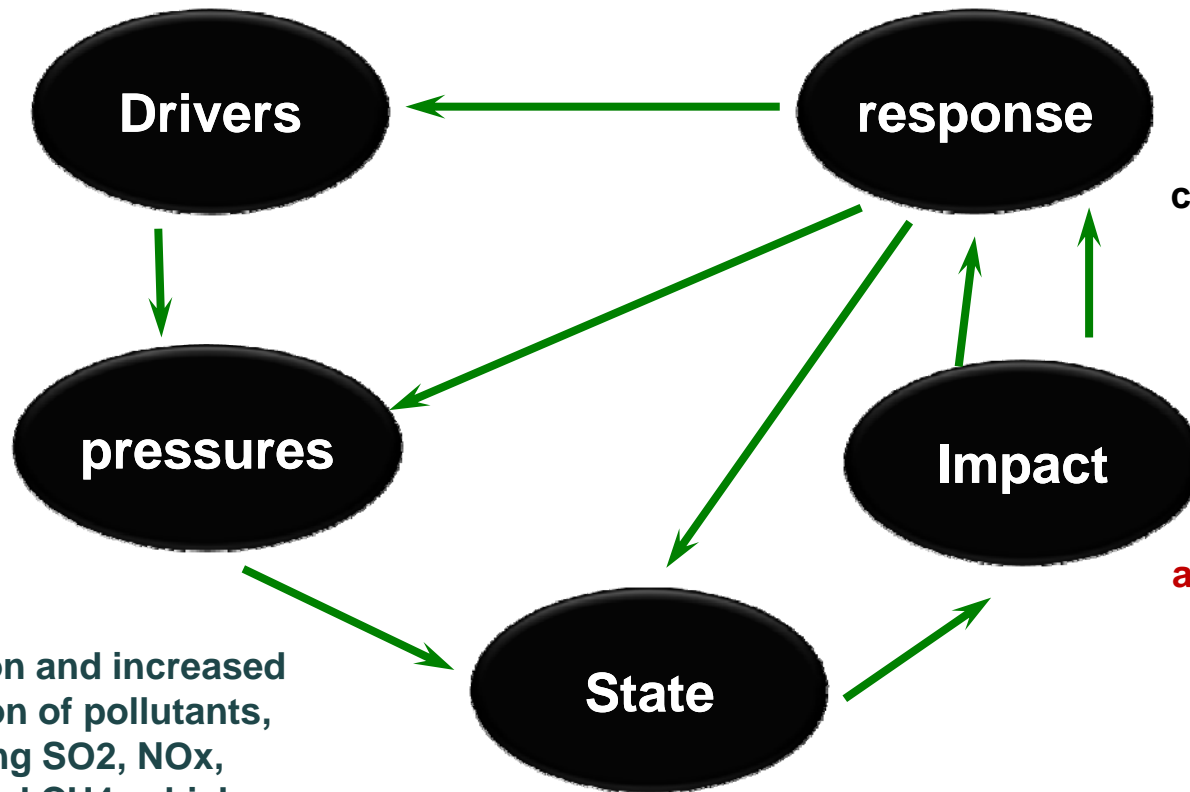 Drivers
response
c
pressures
Impact
a
on and increased
on of pollutants,
ng SO2, NOx,
State